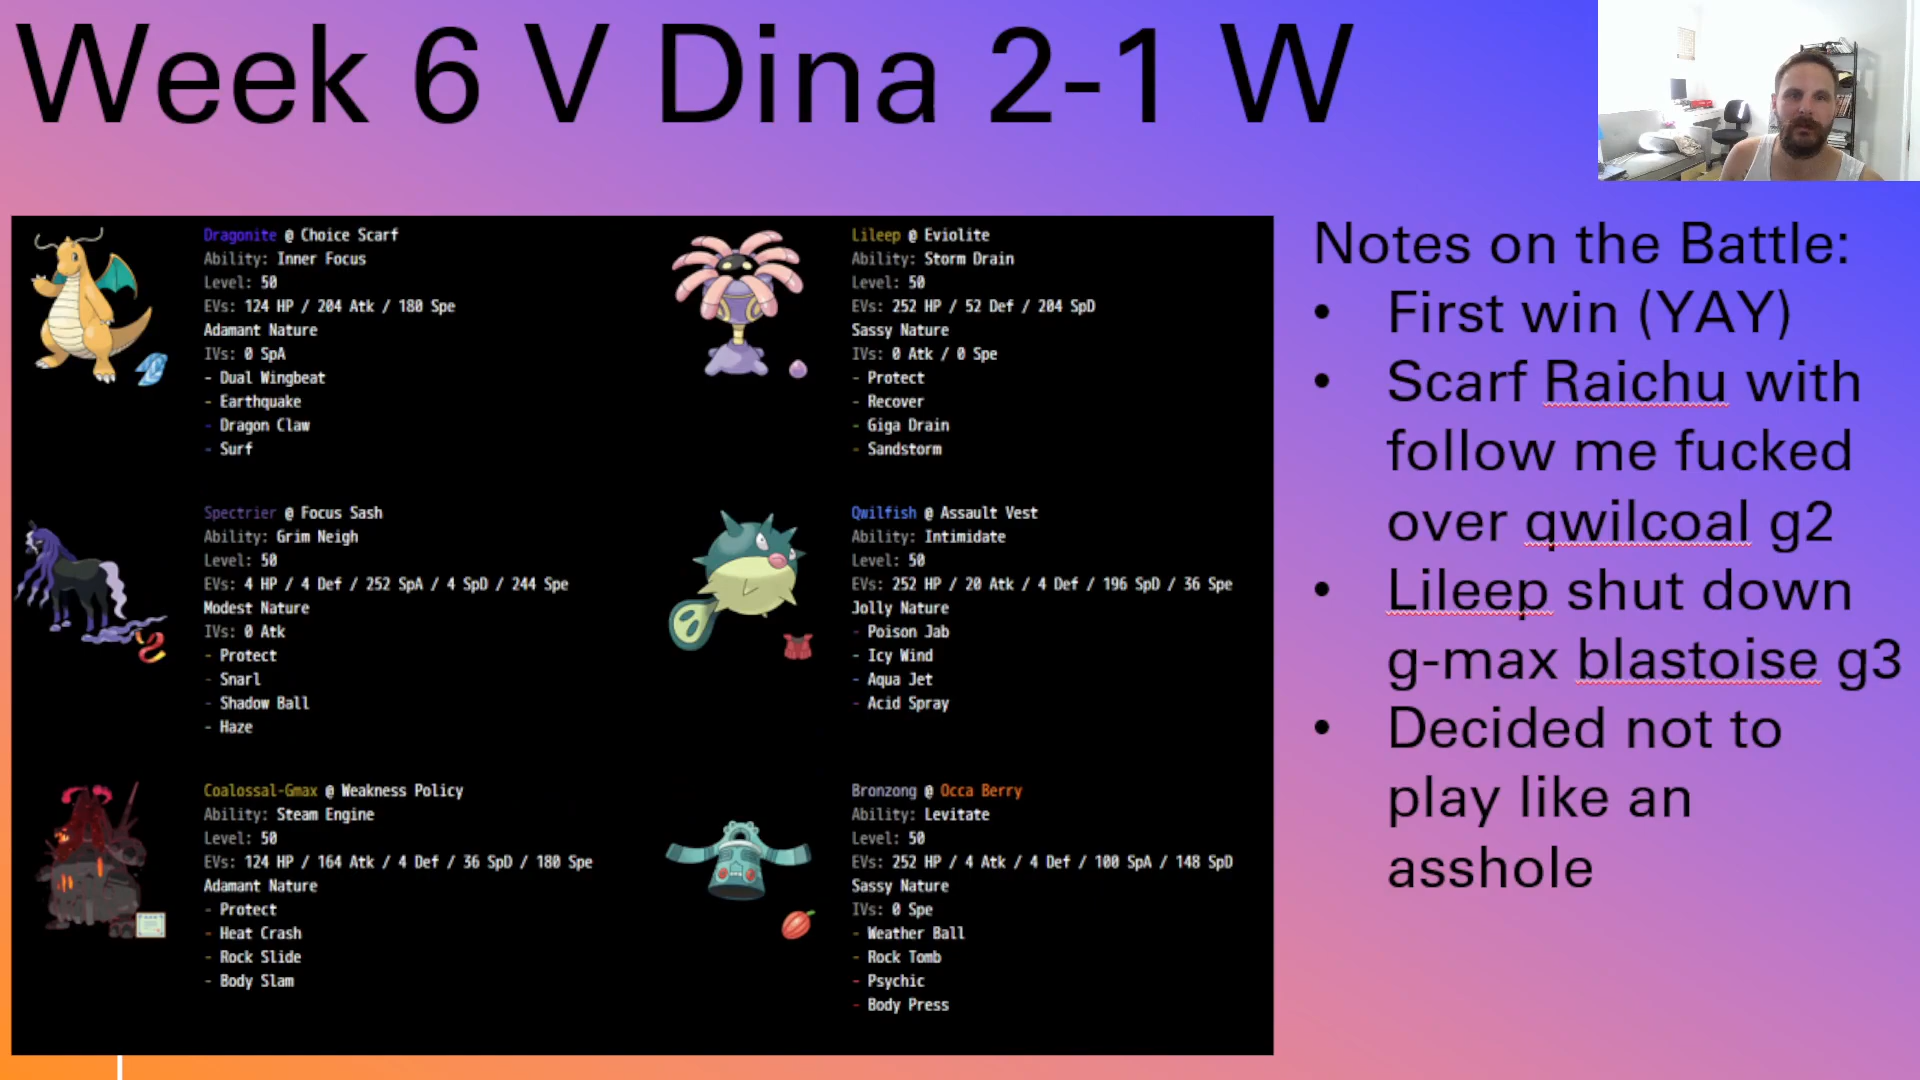 Week 6 V Dina 2-1 W
Dragonite @ Choice Scarf
Ability: Inner Focus
Level: 50
EVs: 124 HP / 204 Atk / 180 Spe
Adamant Nature
IVs: 0 SpA
- Dual Wingbeat
- Earthquake
- Dragon Claw
- Surf
Lileep @ Eviolite
Ability: Storm Drain
Level: 50
EVs: 252 HP / 52 Def / 204 SpD
Sassy Nature
IVs: 0 Atk / 0 Spe
- Protect
- Recover
- Giga Drain
- Sandstorm
Spectrier @ Focus Sash
Ability: Grim Neigh
Level: 50
EVs: 4 HP / 4 Def / 252 SpA / 4 SpD / 244 Spe
Modest Nature
IVs: 0 Atk
- Protect
- Snarl
- Shadow Ball
- Haze
Qwilfish @ Assault Vest
Ability: Intimidate
Level: 50
EVs: 252 HP / 20 Atk / 4 Def / 196 SpD / 36 Spe
Jolly Nature
- Poison Jab
- Icy Wind
- Aqua Jet
- Acid Spray
Coalossal-Gmax @ Weakness Policy
Ability: Steam Engine
Level: 50
EVs: 124 HP / 164 Atk / 4 Def / 36 SpD / 180 Spe
Adamant Nature
- Protect
- Heat Crash
- Rock Slide
- Body Slam
Bronzong @ Occa Berry
Ability: Levitate
Level: 50
EVs: 252 HP / 4 Atk / 4 Def / 100 SpA / 148 SpD
Sassy Nature
IVs: 0 Spe
- Weather Ball
- Rock Tomb
- Psychic
- Body Press
Notes on the Battle:
• First win (YAY)
• Scarf Raichu with
follow me fucked
over qwilcoal g2
• Lileep shut down
g-max blastoise g3
• Decided not to
play like an
asshole